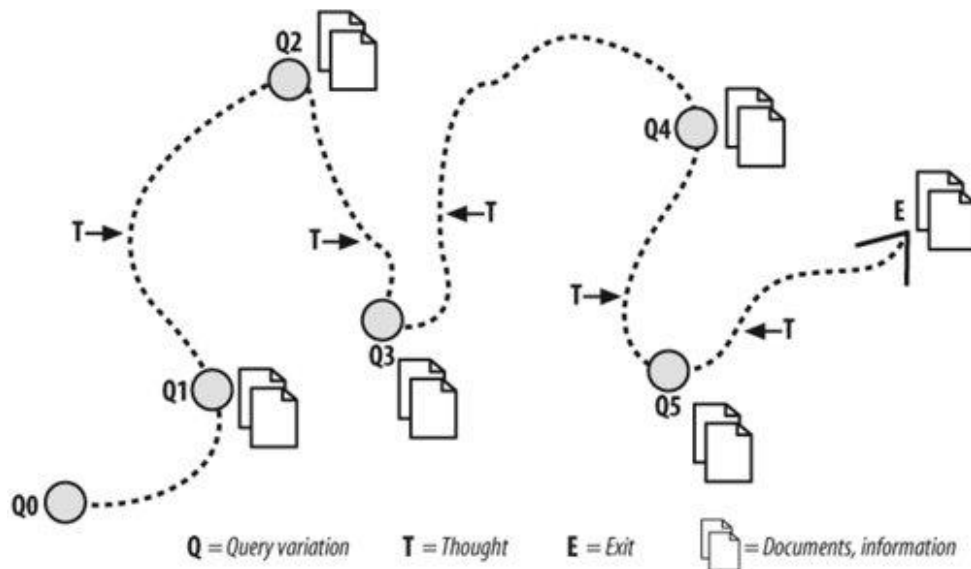 Q2
Q4
E
T
T
T
T
T
Q3
Q1
Q5
Q0
Q = Query variation
T = Thought
E = Exit
= Documents, information